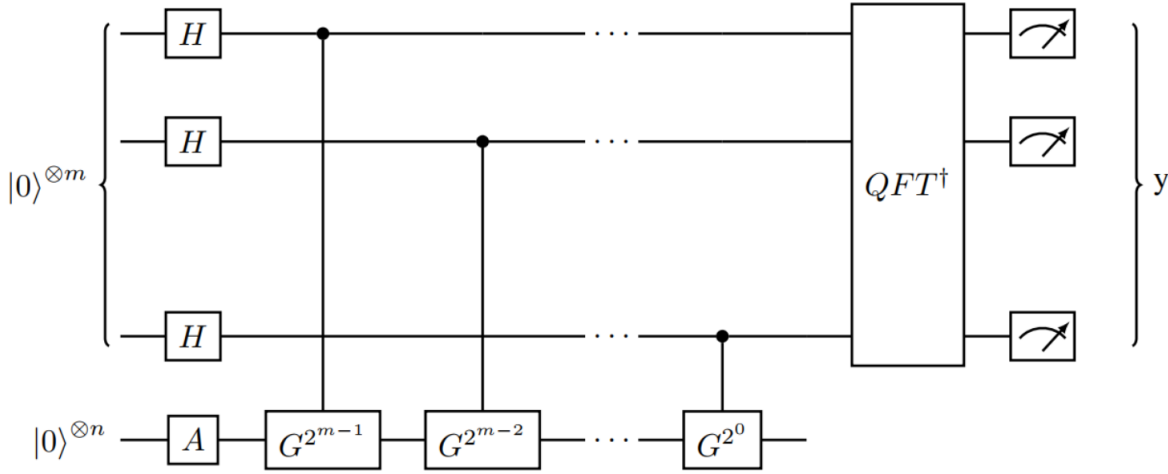 H ...
H ...
|0⟩^{⊗m} QFT^† y
H ...
|0⟩^{⊗n} A G^{2^{m-1}} G^{2^{m-2}} ... G^{2^0}